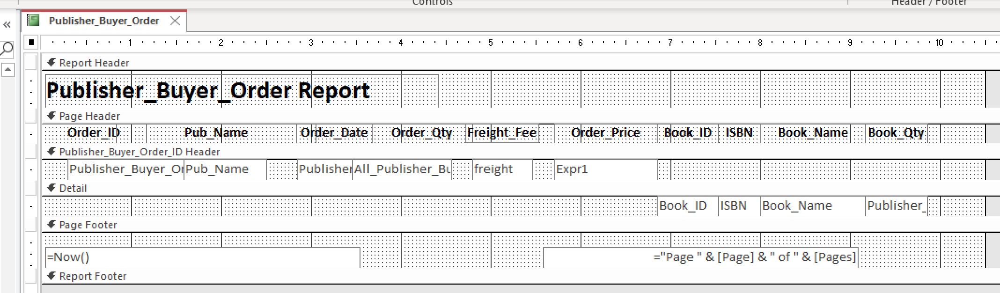 Controls
Header / Footer
Publisher_Buyer_Order
1 2 3 4 5 6 7 8 9 10
Report Header
Publisher_Buyer_Order Report
Page Header
Order_ID Pub_Name Order_Date Order_Qty Freight_Fee Order_Price Book_ID ISBN Book_Name Book_Qty
Publisher_Buyer_Order_ID Header
Publisher_Buyer_Or Pub_Name Publisher All_Publisher_Bu freight Expr1
Detail
Book_ID ISBN Book_Name Publisher_
Page Footer
=Now() ="Page " & [Page] & " of " & [Pages]
Report Footer